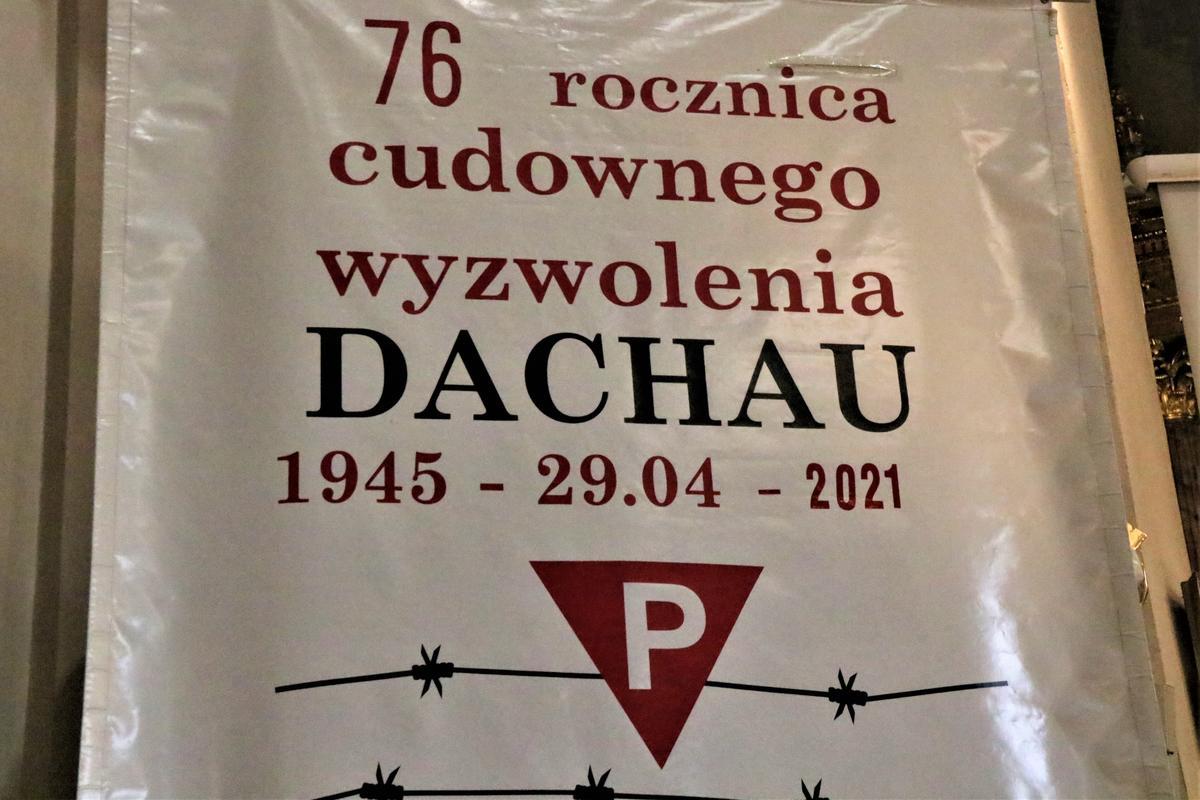 76 rocznica
cudownego
wyzwolenia
DACHAU
1945 - 29.04 - 2021
P